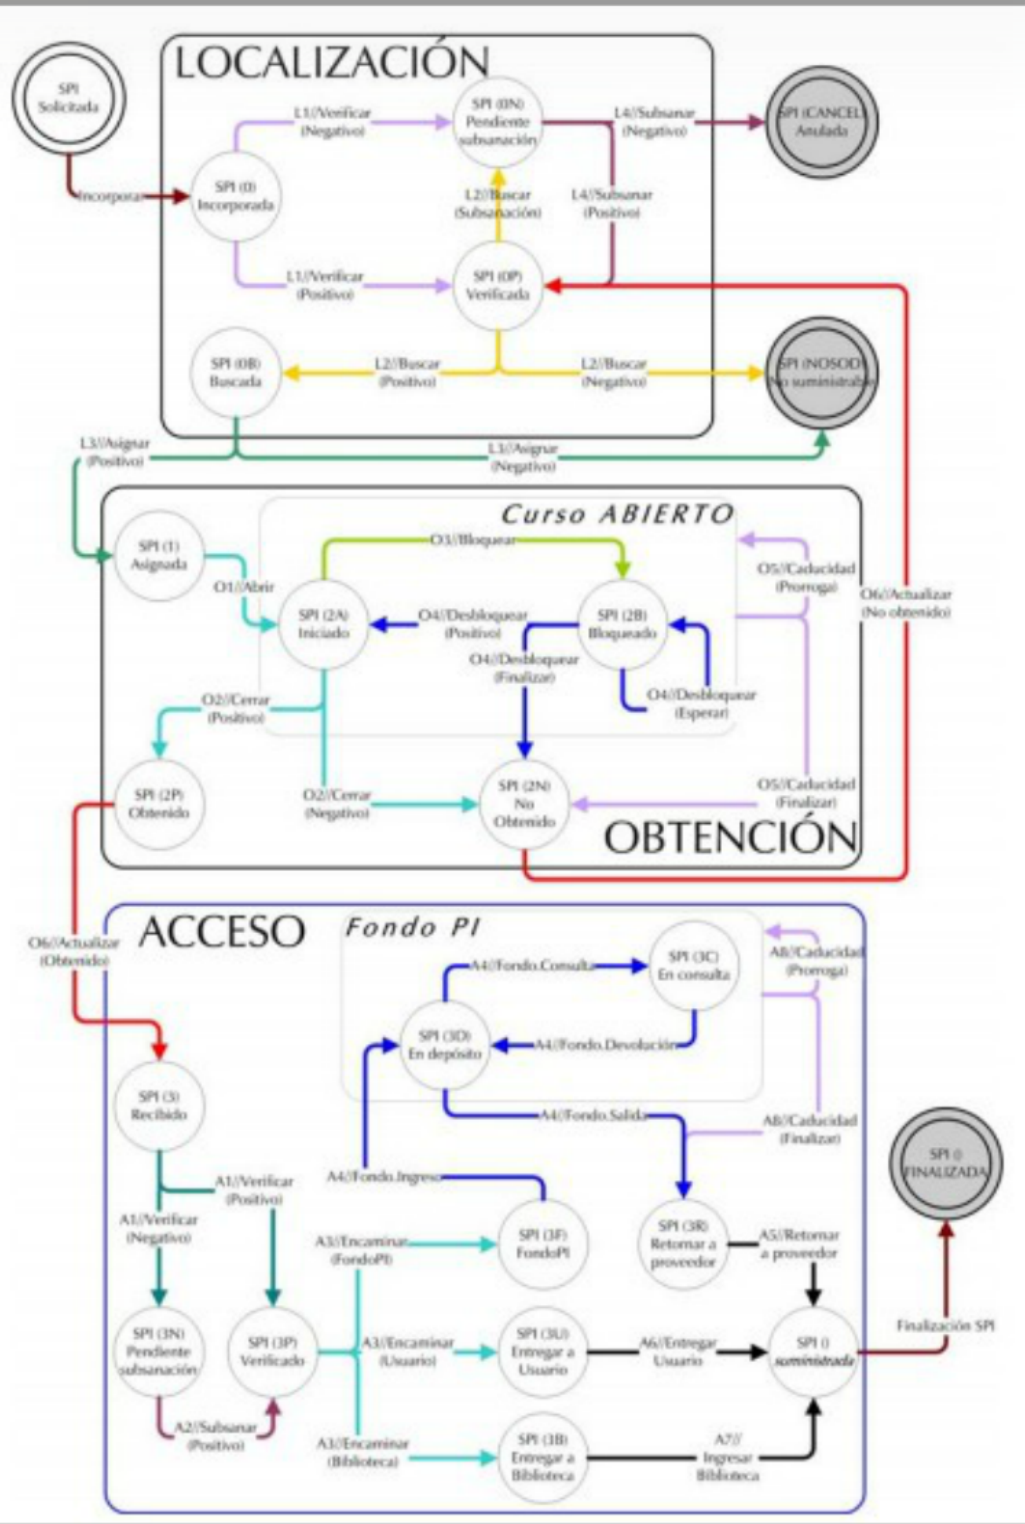 LOCALIZACIÓN
SPI
Solicitada
Incorporar
SPI (0)
Incorporada
L1//Verificar
(Negativo)
SPI (0N)
Pendiente
subsanación
L4//Subsanar
(Negativo)
SPI (CANCEL)
Anulada
L2//Buscar
(Subsanación)
L4//Subsanar
(Positivo)
L1//Verificar
(Positivo)
SPI (0P)
Verificada
SPI (0B)
Buscada
L2//Buscar
(Positivo)
L2//Buscar
(Negativo)
SPI (NOSOD)
No suministrable
L3//Asignar
(Positivo)
L3//Asignar
(Negativo)
Curso ABIERTO
SPI (1)
Asignada
O1//Abrir
O3//Bloquear
SPI (2A)
Iniciado
O4//Desbloquear
(Positivo)
SPI (2B)
Bloqueado
O5//Caducidad
(Prorroga)
O6//Actualizar
(No obtenido)
O4//Desbloquear
(Finalizar)
O4//Desbloquear
(Esperar)
O2//Cerrar
(Positivo)
SPI (2P)
Obtenido
O2//Cerrar
(Negativo)
SPI (2N)
No
Obtenido
O5//Caducidad
(Finalizar)
OBTENCIÓN
ACCESO
Fondo PI
O6//Actualizar
(Obtenido)
A4//Fondo.Consulta
SPI (3C)
En consulta
A8//Caducidad
(Prorroga)
SPI (3D)
En depósito
A4//Fondo.Devolución
SPI (3)
Recibido
A4//Fondo.Salida
A8//Caducidad
(Finalizar)
SPI ()
FINALIZADA
A4//Fondo.Ingreso
A1//Verificar
(Positivo)
A1//Verificar
(Negativo)
A3//Encaminar
(FondoPI)
SPI (3F)
FondoPI
SPI (3R)
Retornar a
proveedor
A5//Retornar
a proveedor
SPI (3N)
Pendiente
subsanación
SPI (3P)
Verificado
A3//Encaminar
(Usuario)
SPI (3U)
Entregar a
Usuario
A6//Entregar
Usuario
SPI ()
suministrada
Finalización SPI
A2//Subsanar
(Positivo)
A3//Encaminar
(Biblioteca)
SPI (3B)
Entregar a
Biblioteca
A7//
Ingresar
Biblioteca